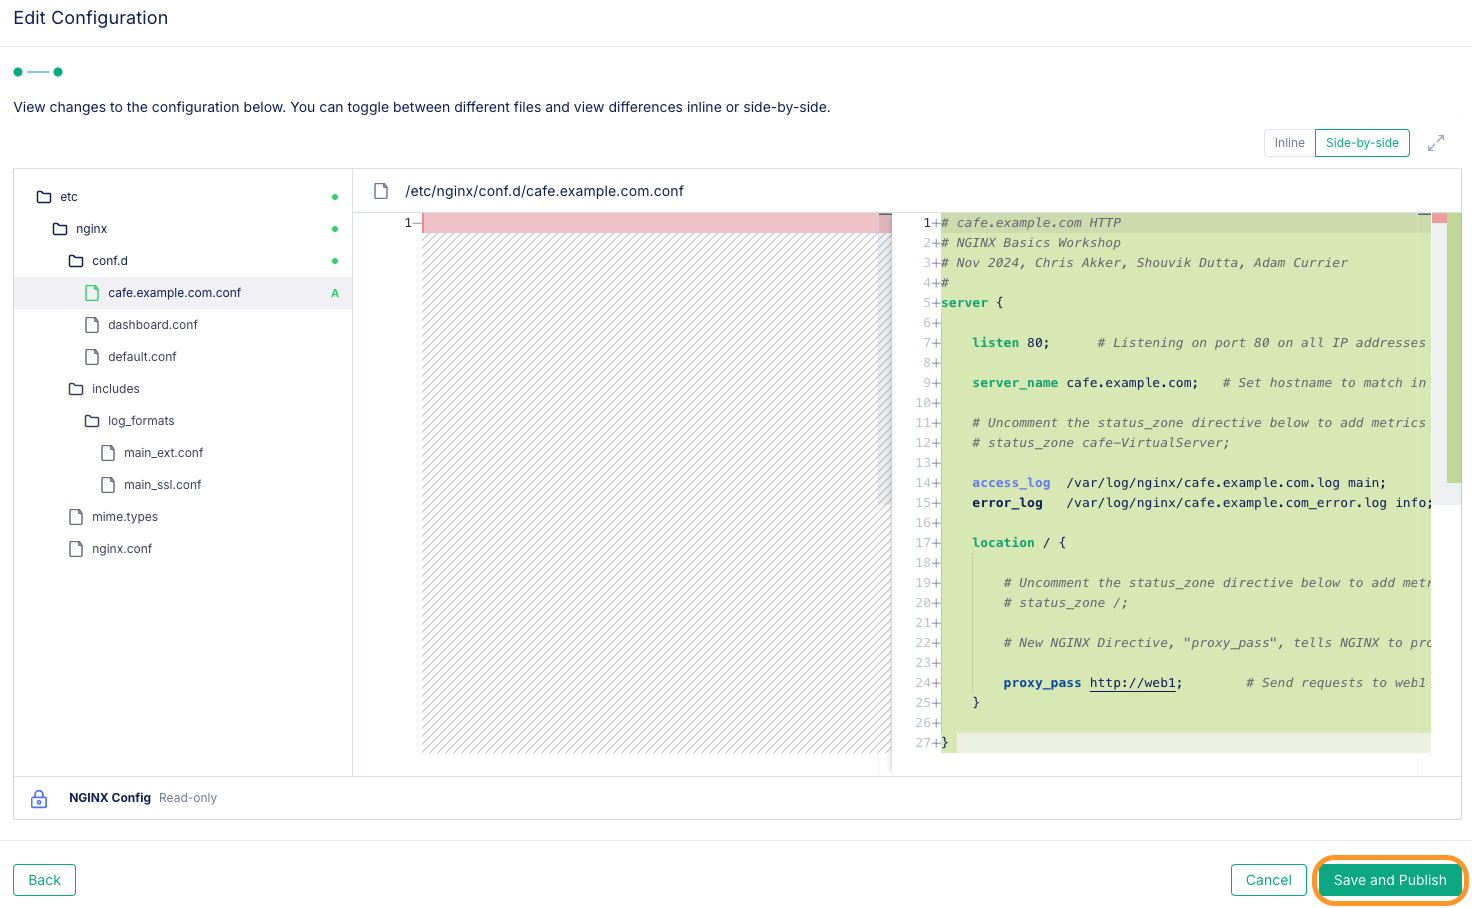 Edit Configuration
View changes to the configuration below. You can toggle between different files and view differences inline or side-by-side.
Inline
Side-by-side
etc
nginx
conf.d
cafe.example.com.conf
A
dashboard.conf
default.conf
includes
log_formats
main_ext.conf
main_ssl.conf
mime.types
nginx.conf
/etc/nginx/conf.d/cafe.example.com.conf
1−
1+# cafe.example.com HTTP
2+# NGINX Basics Workshop
3+# Nov 2024, Chris Akker, Shouvik Dutta, Adam Currier
4+#
5+server {
6+
7+    listen 80;      # Listening on port 80 on all IP addresses
8+
9+    server_name cafe.example.com;   # Set hostname to match in
10+
11+    # Uncomment the status_zone directive below to add metrics
12+    # status_zone cafe-VirtualServer;
13+
14+    access_log  /var/log/nginx/cafe.example.com.log main;
15+    error_log   /var/log/nginx/cafe.example.com_error.log info;
16+
17+    location / {
18+
19+        # Uncomment the status_zone directive below to add metr
20+        # status_zone /;
21+
22+        # New NGINX Directive, "proxy_pass", tells NGINX to pro
23+
24+        proxy_pass http://web1;        # Send requests to web1
25+    }
26+
27+}
NGINX Config Read-only
Back
Cancel
Save and Publish